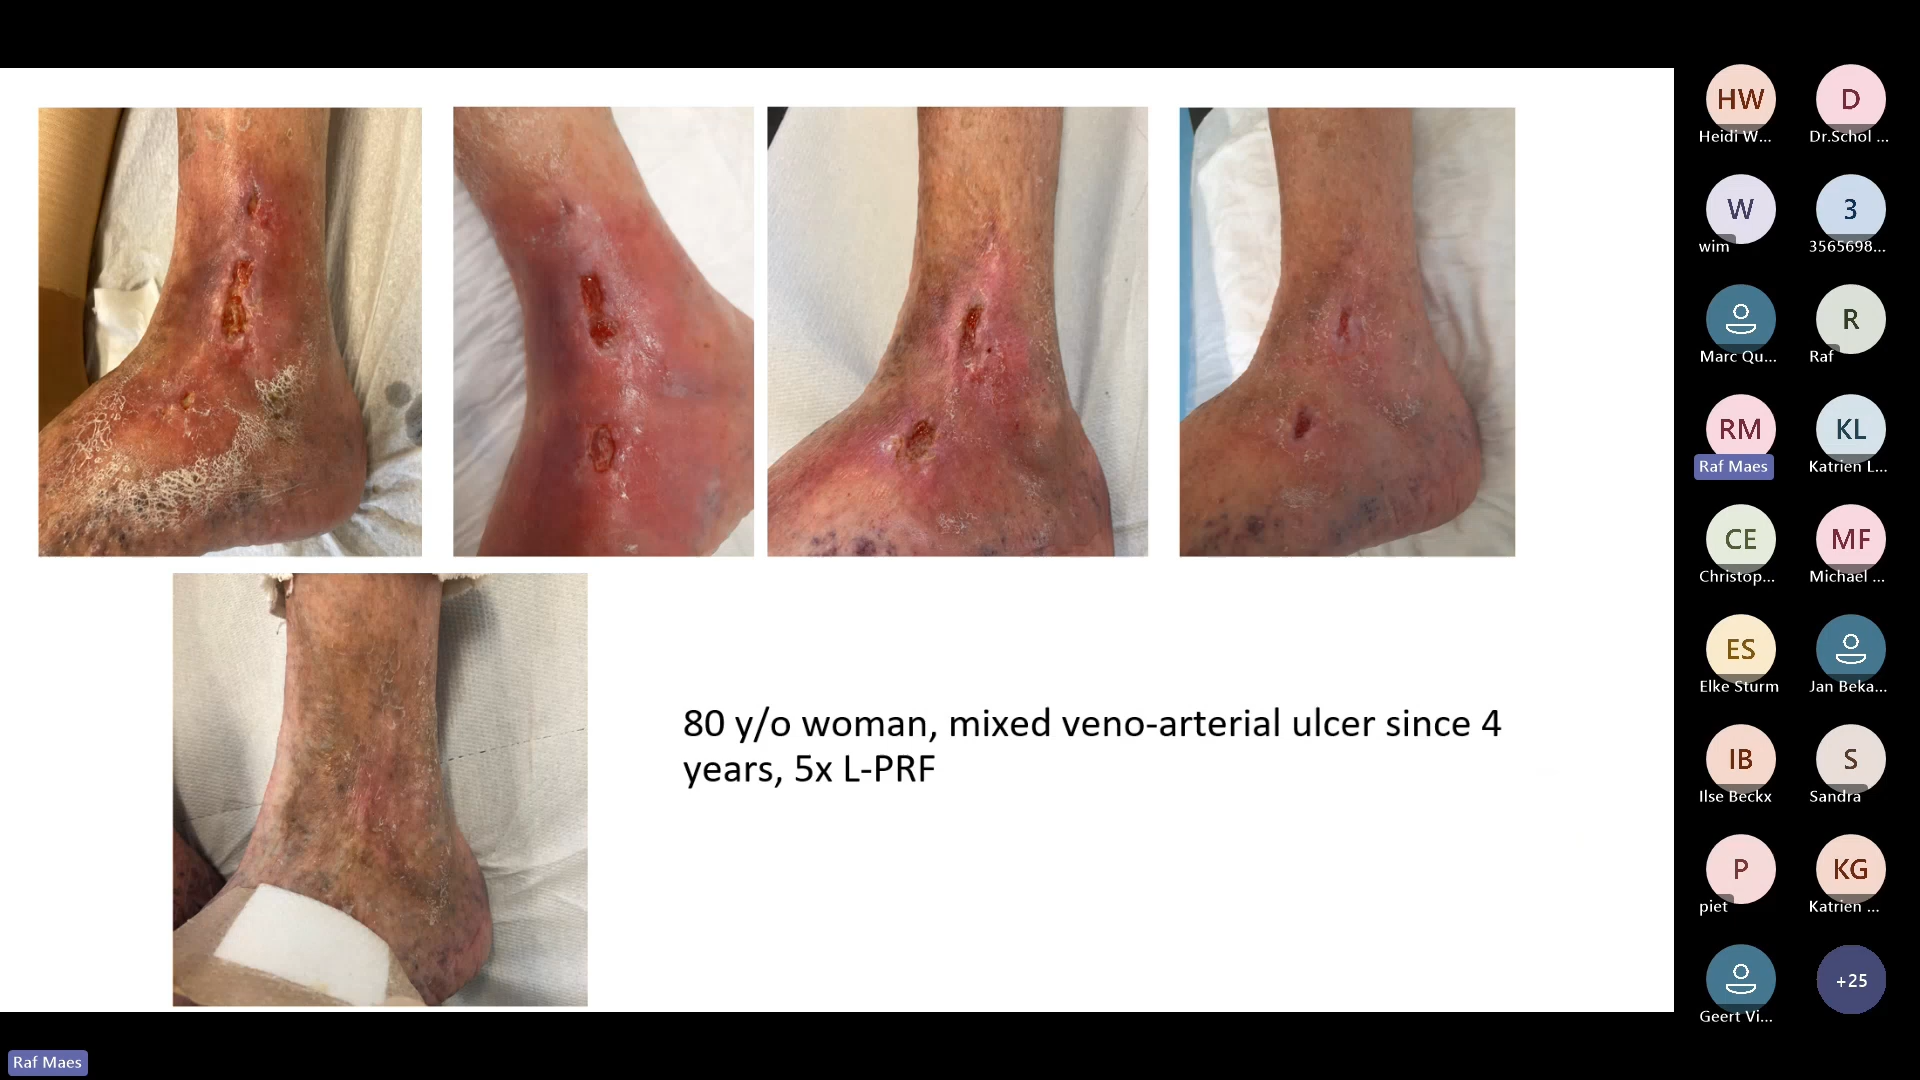 HW
D
Heidi W...
Dr.Schol ...
W
3
wim
3565698...
R
Marc Qu...
Raf
RM
KL
Raf Maes
Katrien L...
CE
MF
Christop...
Michael ...
ES
Elke Sturm
Jan Beka...
IB
S
Ilse Beckx
Sandra
P
KG
piet
Katrien ...
+25
Geert Vi...
80 y/o woman, mixed veno-arterial ulcer since 4
years, 5x L-PRF
Raf Maes